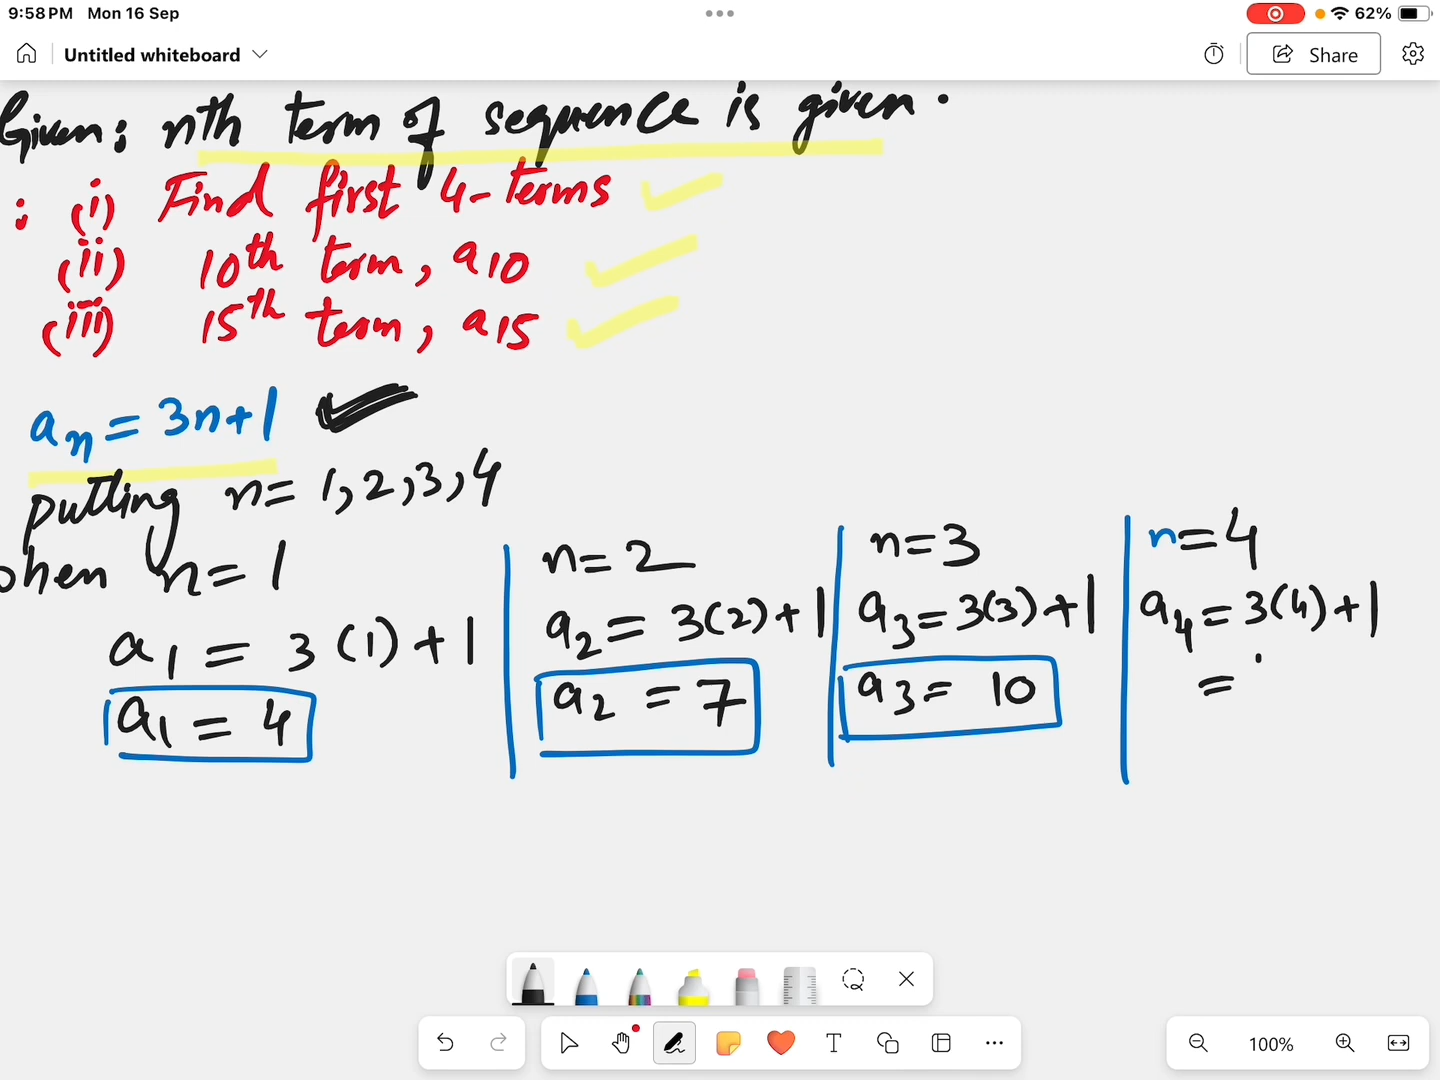 9:58 PM Mon 16 Sep
62%
Untitled whiteboard
Share
Given: nth term of sequence is given.
: (i) Find first 4-terms
(ii) 10th term, a10
(iii) 15th term, a15
an = 3n+1
putting n= 1,2,3,4
when n= 1
a1 = 3(1)+1
a1 = 4
n=2
a2 = 3(2)+1
a2 = 7
n=3
a3=3(3)+1
a3= 10
n=4
a4=3(4)+1
=
T
100%